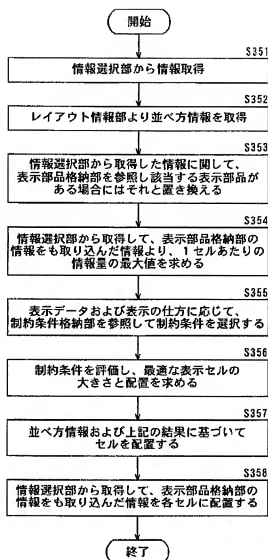 開始
S351
情報選択部から情報取得
S352
レイアウト情報部より並べ方情報を取得
S353
情報選択部から取得した情報に関して、
表示部品格納部を参照し該当する表示部品が
ある場合にはそれと置き換える
S354
情報選択部から取得して、表示部品格納部の
情報をも取り込んだ情報より、1セルあたりの
情報量の最大値を求める
S355
表示データおよび表示の仕方に応じて、
制約条件格納部を参照して制約条件を選択する
S356
制約条件を評価し、最適な表示セルの
大きさと配置を求める
S357
並べ方情報および上記の結果に基づいて
セルを配置する
S358
情報選択部から取得して、表示部品格納部の
情報をも取り込んだ情報を各セルに配置する
終了